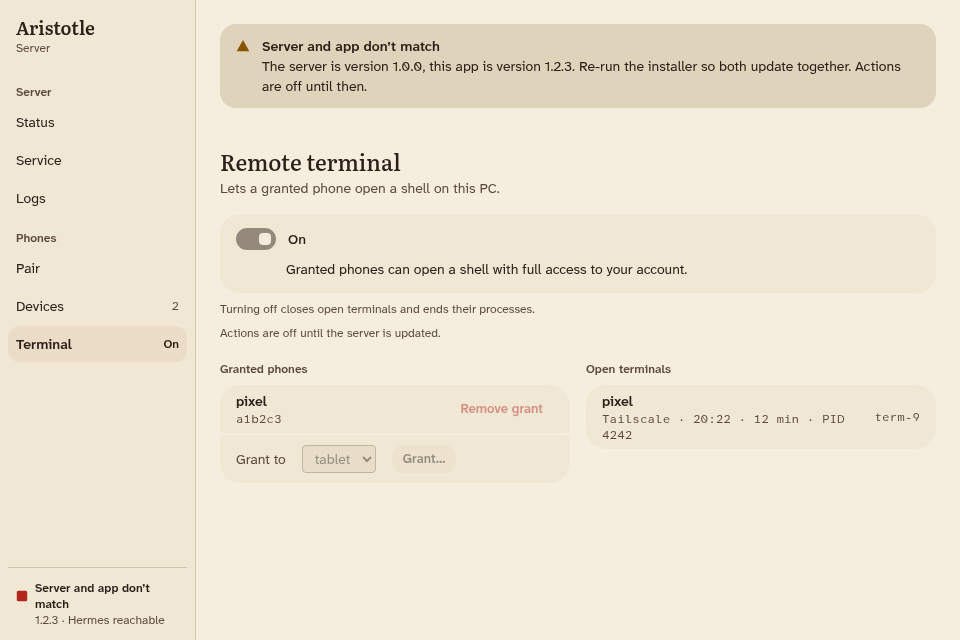 Aristotle
Server
Server
Status
Service
Logs
Phones
Pair
Devices 2
Terminal On
Server and app don't
match
1.2.3 · Hermes reachable
Server and app don't match
The server is version 1.0.0, this app is version 1.2.3. Re-run the installer so both update together. Actions
are off until then.
Remote terminal
Lets a granted phone open a shell on this PC.
On
Granted phones can open a shell with full access to your account.
Turning off closes open terminals and ends their processes.
Actions are off until the server is updated.
Granted phones
pixel
a1b2c3
Remove grant
Grant to tablet Grant...
Open terminals
pixel
Tailscale · 20:22 · 12 min · PID
4242
term-9